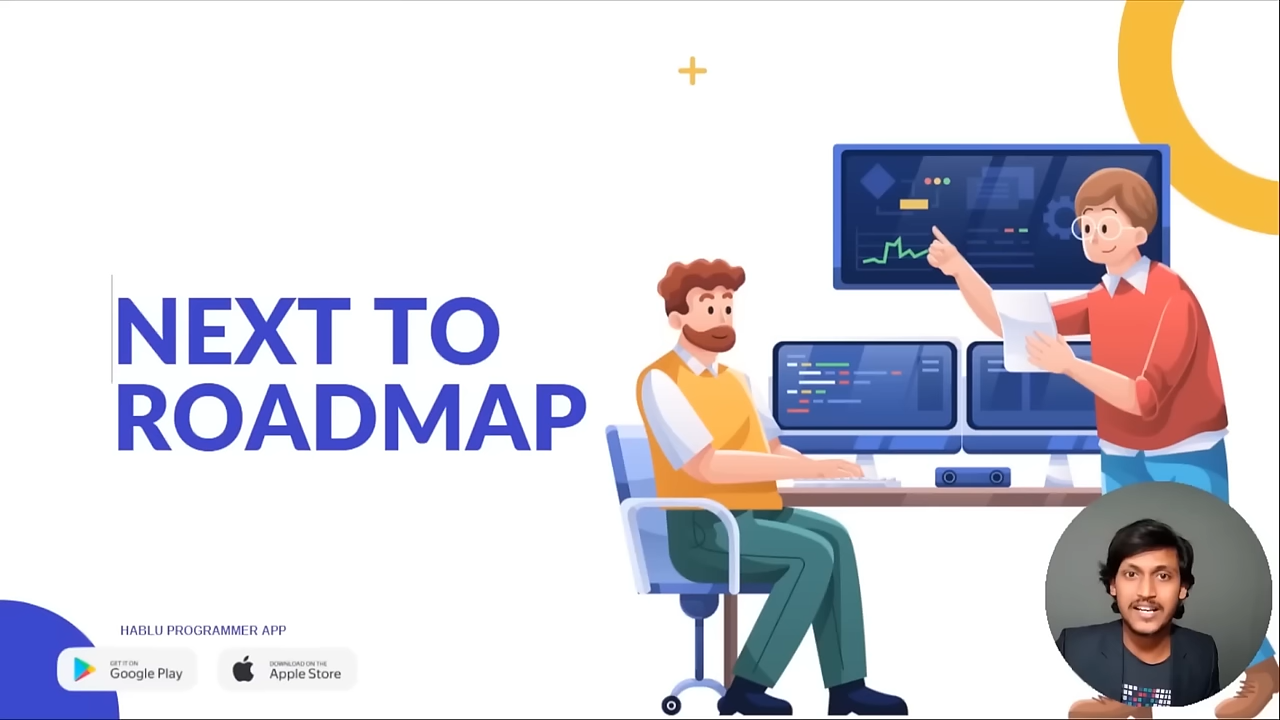 NEXT TO
ROADMAP
HABLU PROGRAMMER APP
GET IT ON
Google Play
DOWNLOAD ON THE
Apple Store